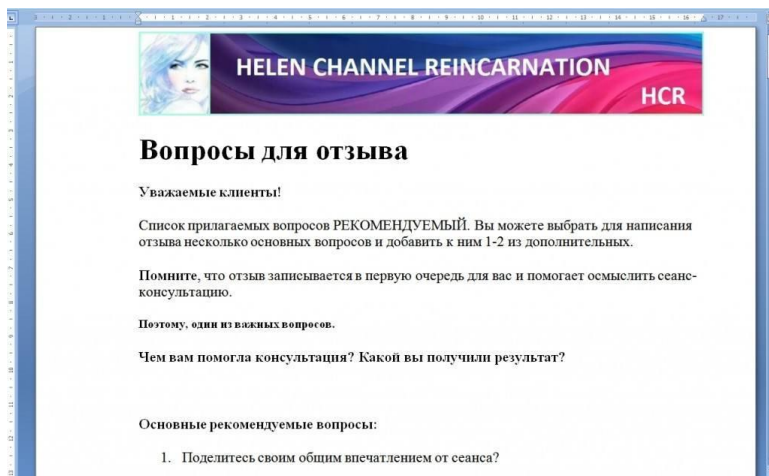 HELEN CHANNEL REINCARNATION
HCR
Вопросы для отзыва
Уважаемые клиенты!
Список прилагаемых вопросов РЕКОМЕНДУЕМЫЙ. Вы можете выбрать для написания
отзыва несколько основных вопросов и добавить к ним 1-2 из дополнительных.
Помните, что отзыв записывается в первую очередь для вас и помогает осмыслить сеанс-
консультацию.
Поэтому, один из важных вопросов.
Чем вам помогла консультация? Какой вы получили результат?
Основные рекомендуемые вопросы:
1. Поделитесь своим общим впечатлением от сеанса?